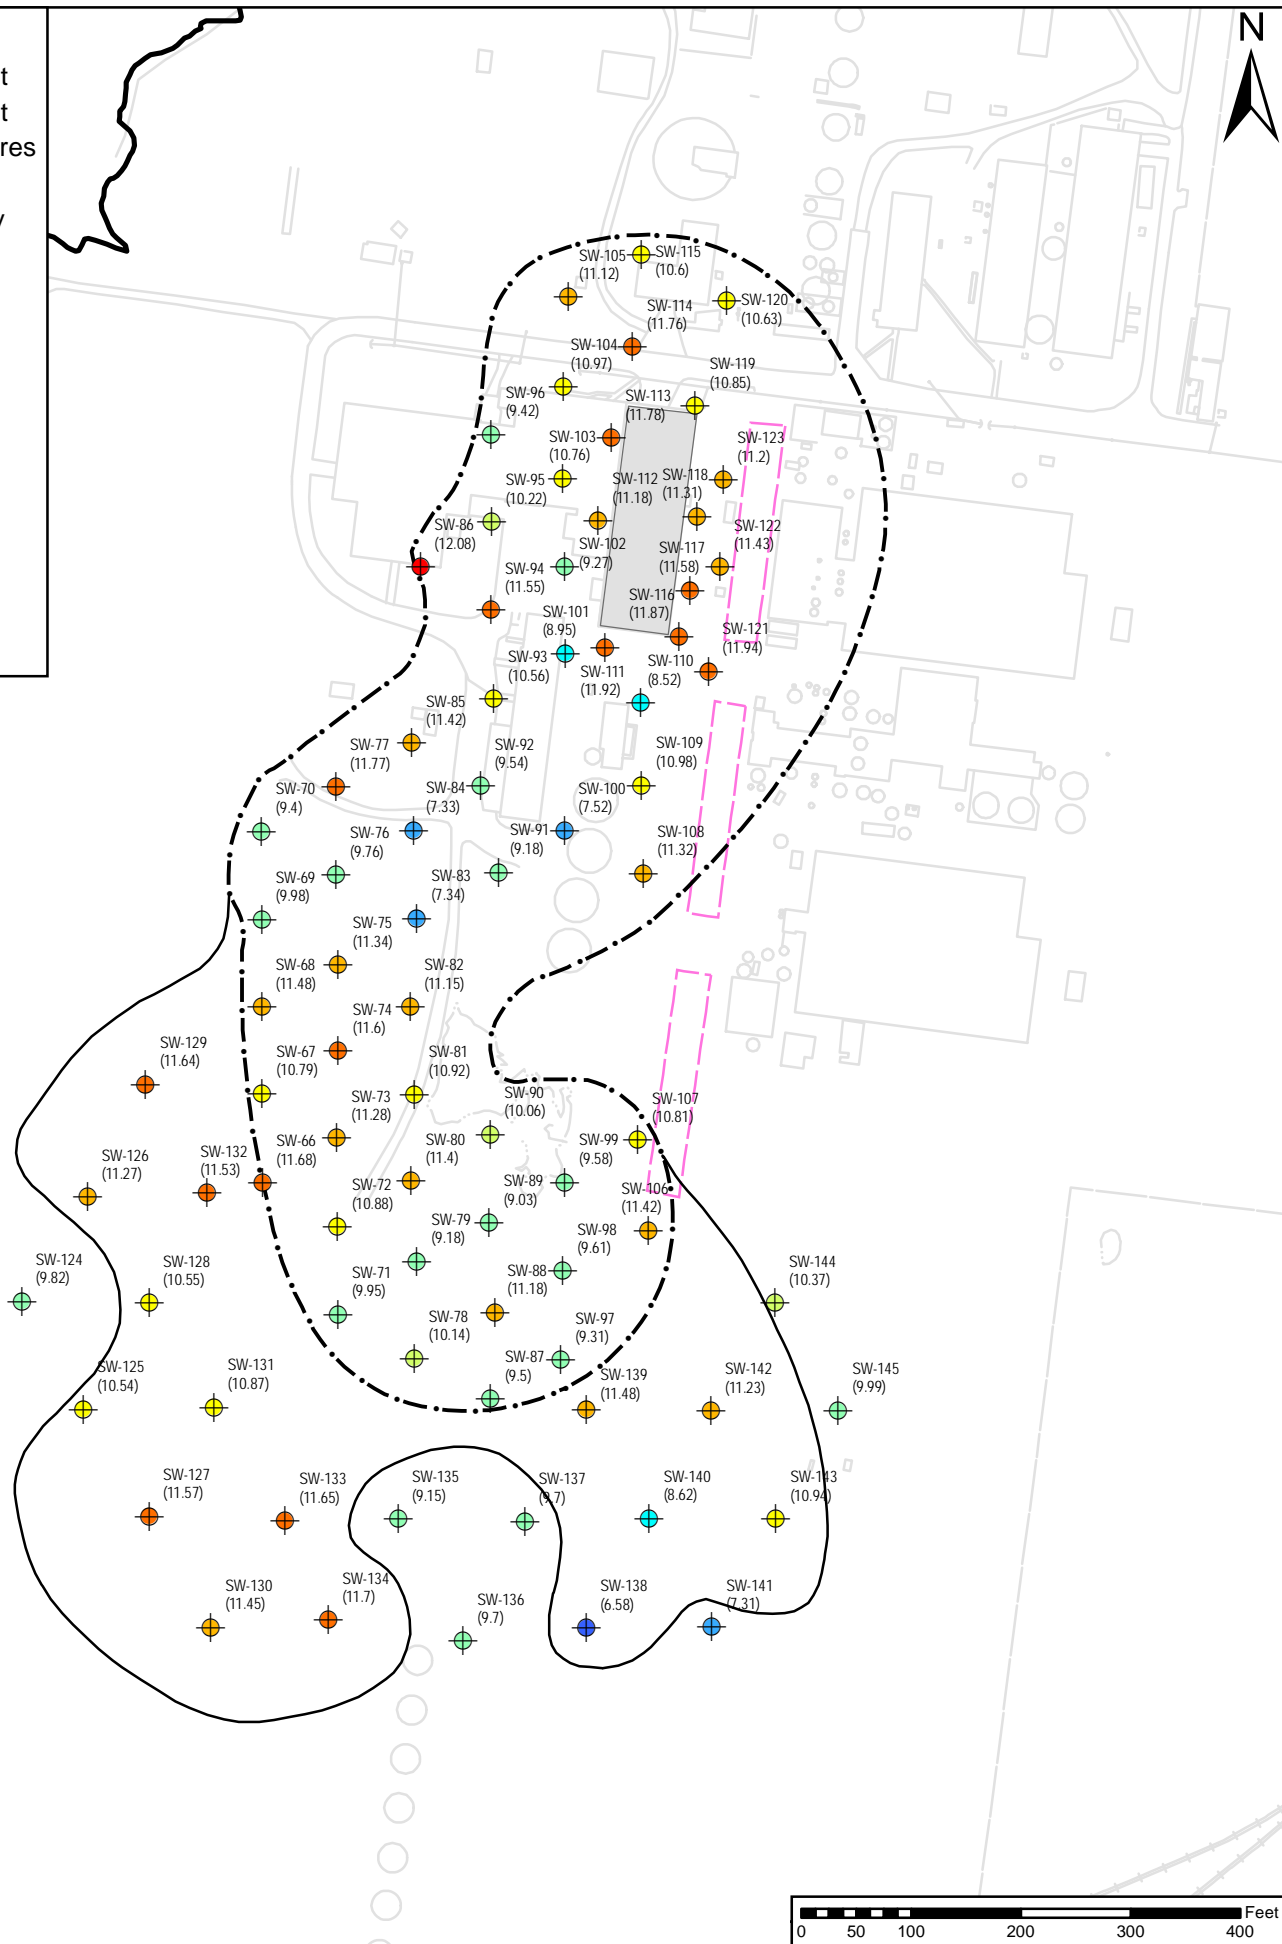 t
t
res
y
N
SW-105
(11.12)
SW-115
(10.6)
SW-120
(10.63)
SW-114
(11.76)
SW-104
(10.97)
SW-119
(10.85)
SW-96
(9.42)
SW-113
(11.78)
SW-103
(10.76)
SW-123
(11.2)
SW-95
(10.22)
SW-112
(11.18)
SW-118
(11.31)
SW-86
(12.08)
SW-122
(11.43)
SW-102
(9.27)
SW-117
(11.58)
SW-94
(11.55)
SW-116
(11.87)
SW-101
(8.95)
SW-121
(11.94)
SW-93
(10.56)
SW-111
(11.92)
SW-110
(8.52)
SW-85
(11.42)
SW-77
(11.77)
SW-92
(9.54)
SW-109
(10.98)
SW-70
(9.4)
SW-84
(7.33)
SW-100
(7.52)
SW-76
(9.76)
SW-91
(9.18)
SW-108
(11.32)
SW-69
(9.98)
SW-83
(7.34)
SW-75
(11.34)
SW-68
(11.48)
SW-82
(11.15)
SW-74
(11.6)
SW-129
(11.64)
SW-67
(10.79)
SW-81
(10.92)
SW-90
(10.06)
SW-107
(10.81)
SW-73
(11.28)
SW-126
(11.27)
SW-132
(11.53)
SW-66
(11.68)
SW-80
(11.4)
SW-99
(9.58)
SW-72
(10.88)
SW-89
(9.03)
SW-106
(11.42)
SW-79
(9.18)
SW-98
(9.61)
SW-124
(9.82)
SW-128
(10.55)
SW-71
(9.95)
SW-88
(11.18)
SW-144
(10.37)
SW-78
(10.14)
SW-97
(9.31)
SW-125
(10.54)
SW-131
(10.87)
SW-87
(9.5)
SW-139
(11.48)
SW-142
(11.23)
SW-145
(9.99)
SW-127
(11.57)
SW-133
(11.65)
SW-135
(9.15)
SW-137
(9.7)
SW-140
(8.62)
SW-143
(10.94)
SW-130
(11.45)
SW-134
(11.7)
SW-136
(9.7)
SW-138
(6.58)
SW-141
(7.31)
Feet
0 50 100 200 300 400